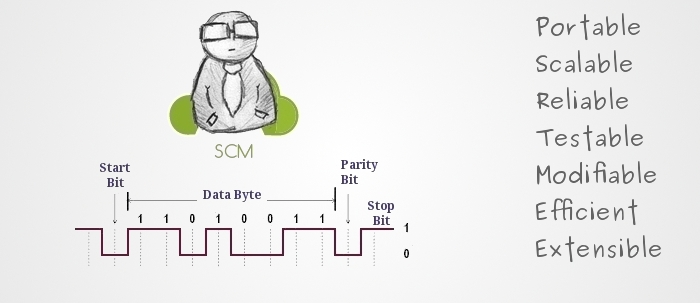 SCM
Start
Bit
Data Byte
Parity
Bit
Stop
Bit
1 1 0 1 0 0 1 1
1
0
Portable
Scalable
Reliable
Testable
Modifiable
Efficient
Extensible